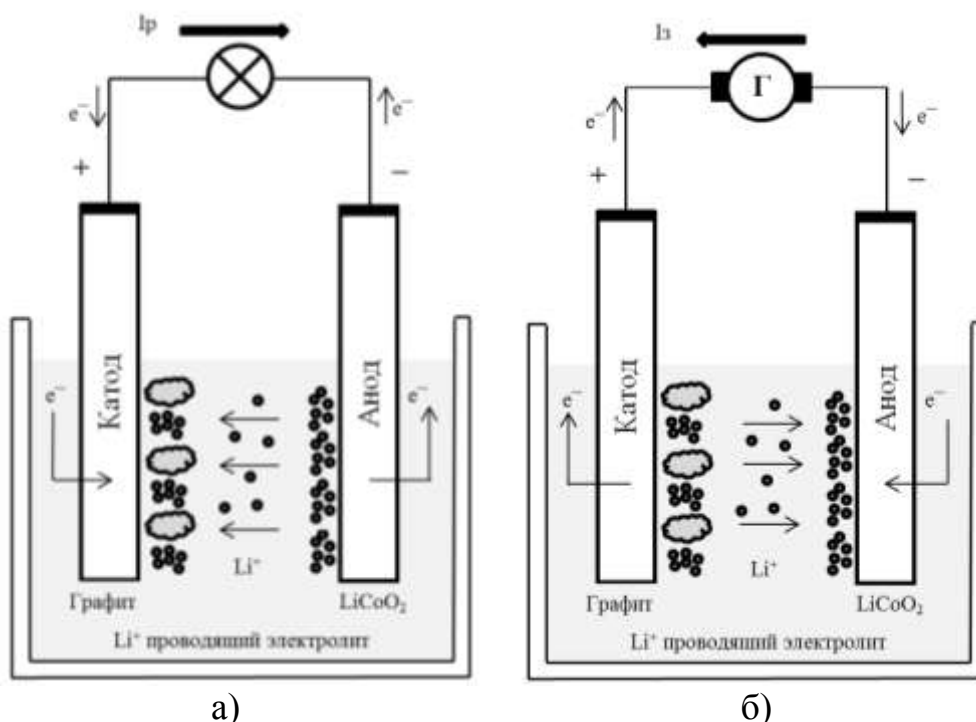 Iр
e⁻
e⁻
+
−
Катод
Анод
e⁻
e⁻
Li⁺
Графит
LiCoO₂
Li⁺ проводящий электролит
а)
Iз
Г
e⁻
e⁻
+
−
Катод
Анод
e⁻
e⁻
Li⁺
Графит
LiCoO₂
Li⁺ проводящий электролит
б)